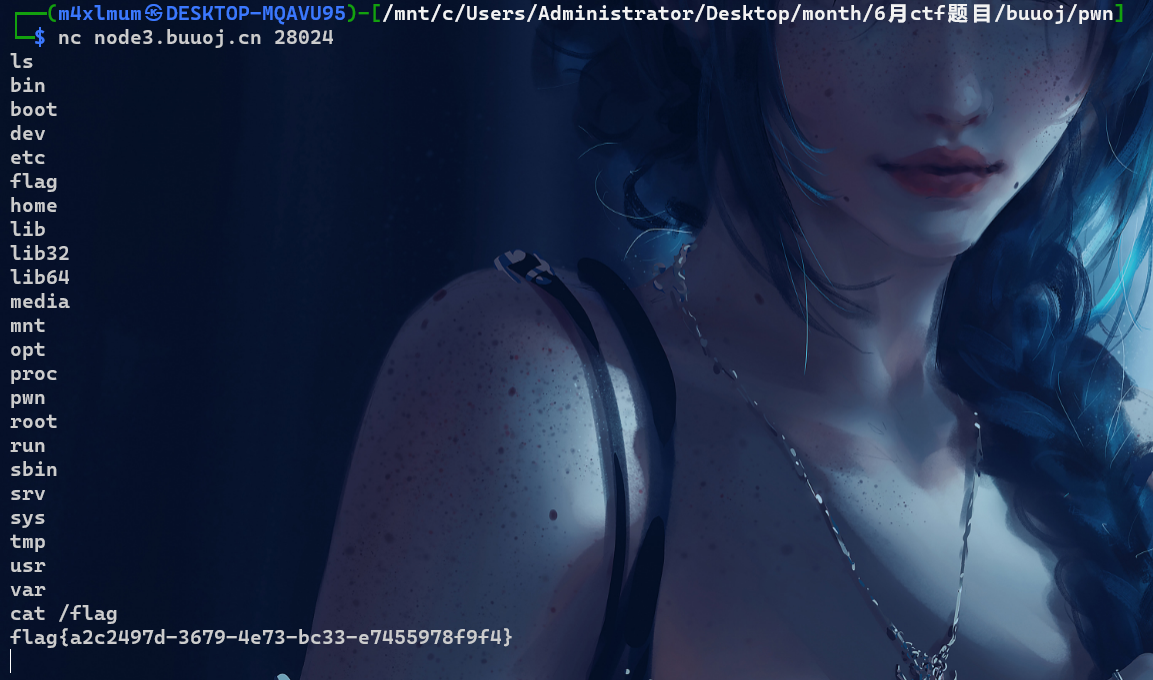 ┌──(m4xlmum㉿DESKTOP-MQAVU95)-[/mnt/c/Users/Administrator/Desktop/month/6月ctf题目/buuoj/pwn]
└─$ nc node3.buuoj.cn 28024
ls
bin
boot
dev
etc
flag
home
lib
lib32
lib64
media
mnt
opt
proc
pwn
root
run
sbin
srv
sys
tmp
usr
var
cat /flag
flag{a2c2497d-3679-4e73-bc33-e7455978f9f4}